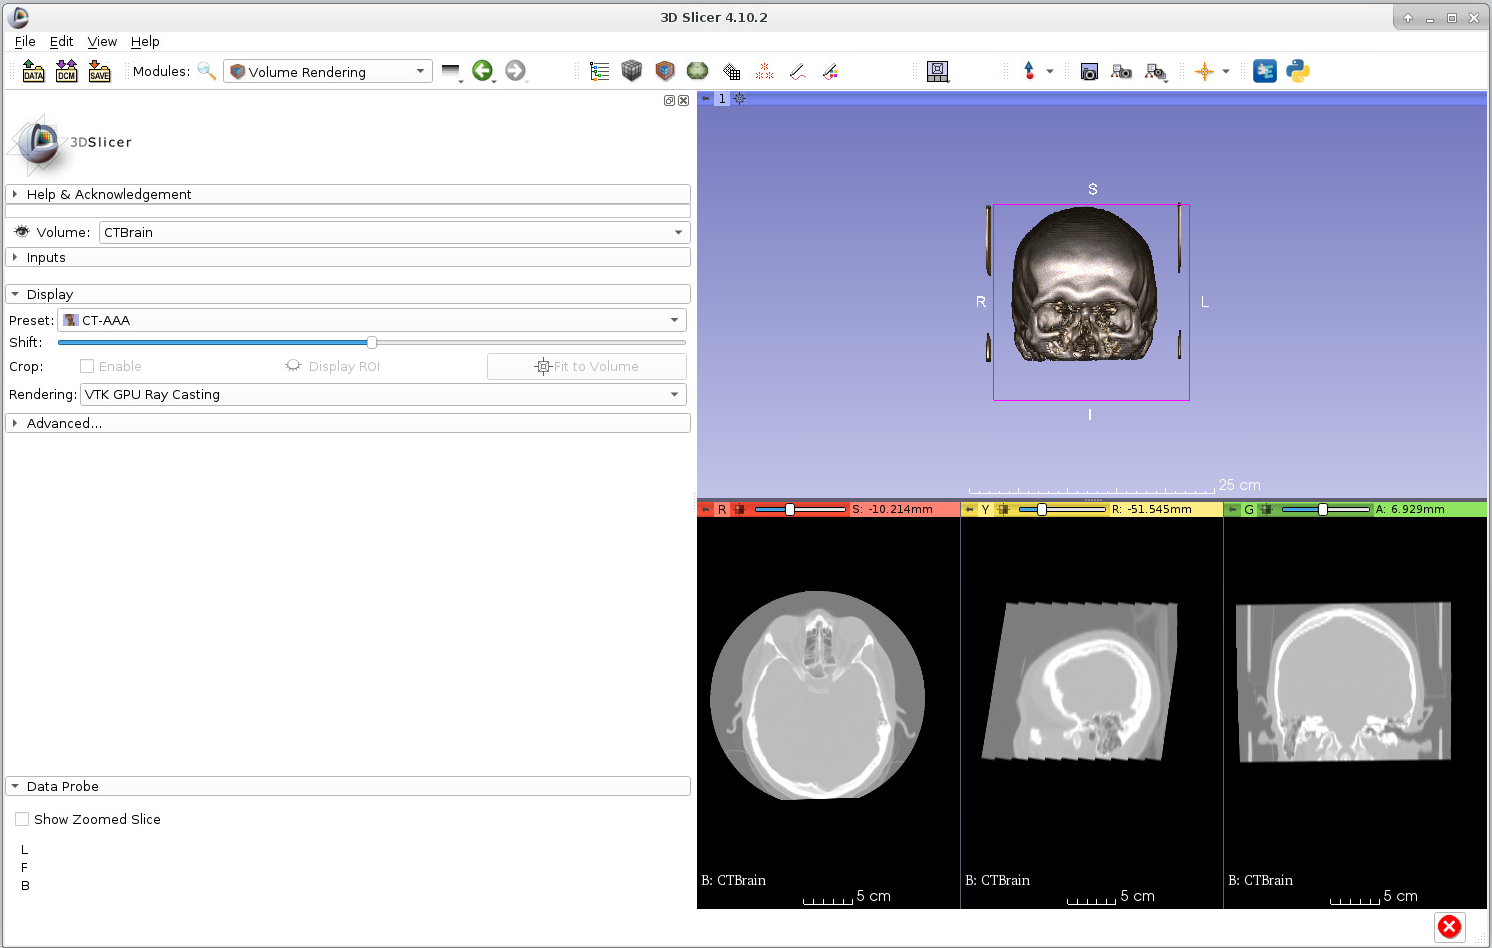 3D Slicer 4.10.2
File Edit View Help
DATA DCM SAVE Modules: Volume Rendering
1
3DSlicer
Help & Acknowledgement
Volume: CTBrain
Inputs
Display
Preset: CT-AAA
Shift:
Crop: Enable Display ROI Fit to Volume
Rendering: VTK GPU Ray Casting
Advanced...
Data Probe
Show Zoomed Slice
L
F
B
S
R L
I
25 cm
R S: -10.214mm
Y R: -51.545mm
G A: 6.929mm
B: CTBrain
5 cm
B: CTBrain
5 cm
B: CTBrain
5 cm